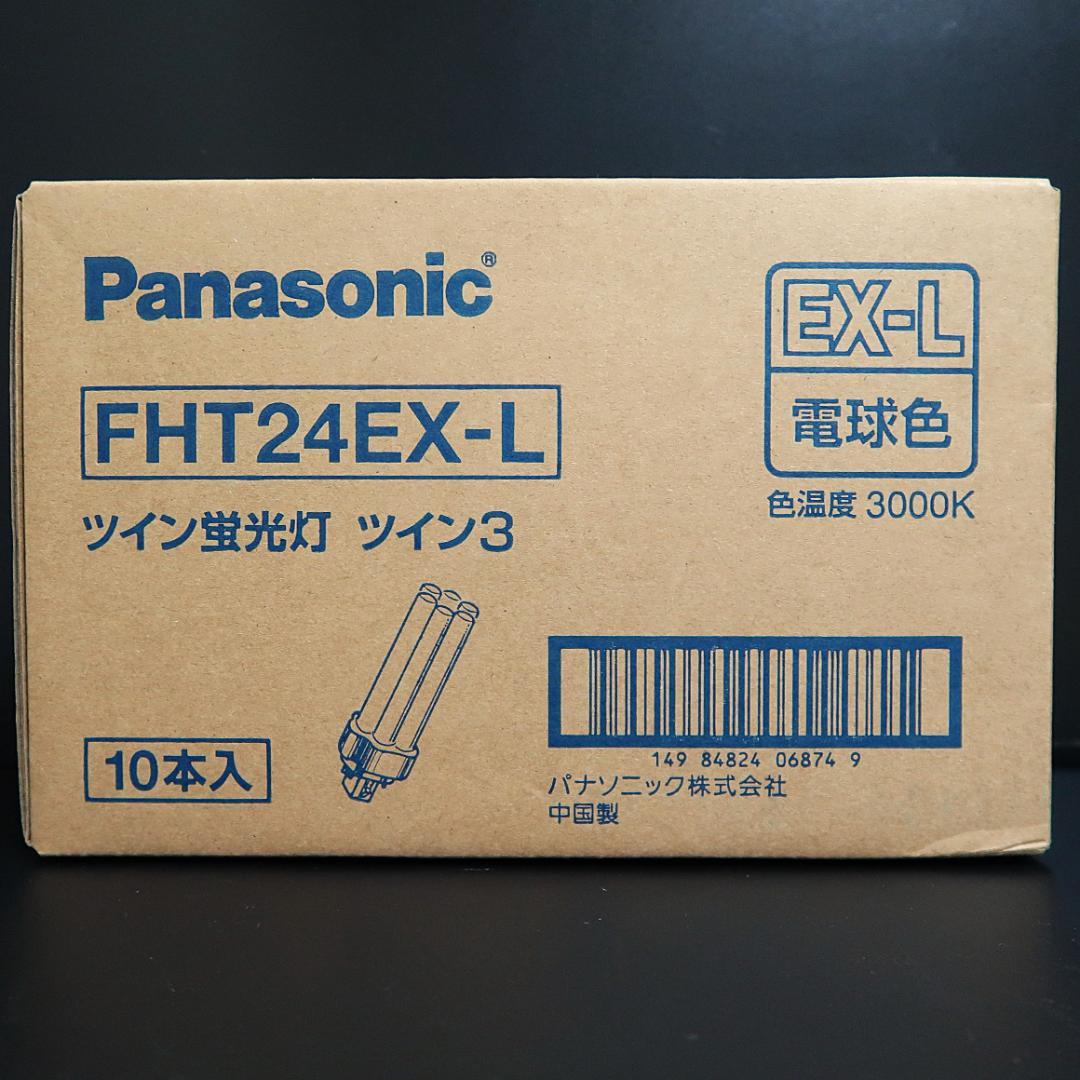 Panasonic®
FHT24EX-L
ツイン蛍光灯 ツイン3
10本入
EX-L
電球色
色温度 3000K
149 84824 06874 9
パナソニック株式会社
中国製